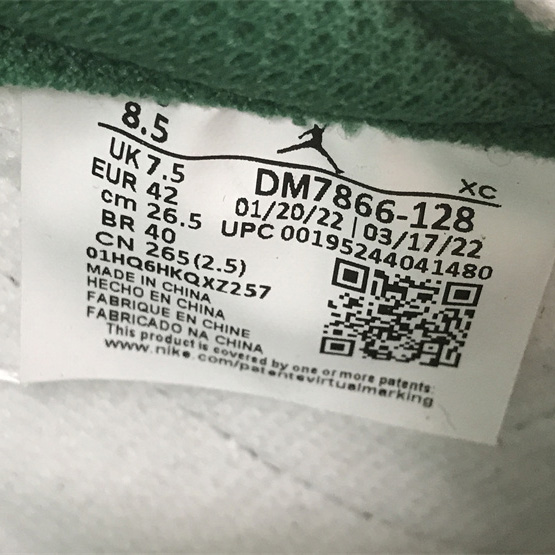 8.5
XC
UK 7.5
EUR 42
cm 26.5
BR 40
CN 265(2.5)
01HQ6HKQXZ257
DM7866-128
01/20/22 | 03/17/22
UPC 00195244041480
MADE IN CHINA
HECHO EN CHINA
FABRIQUE EN CHINE
FABRICADO NA CHINA
This product is covered by one or more patents:
www.nike.com/patentsvirtualmarking